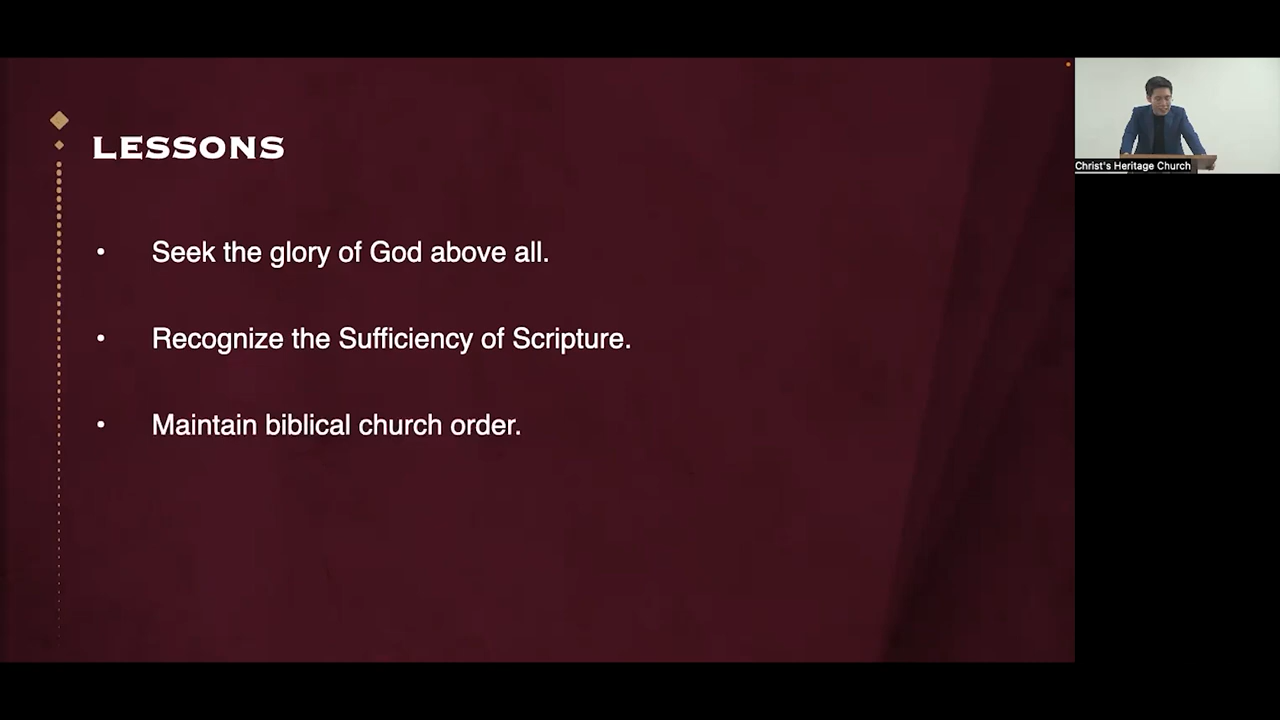 LESSONS
• Seek the glory of God above all.
• Recognize the Sufficiency of Scripture.
• Maintain biblical church order.
Christ's Heritage Church